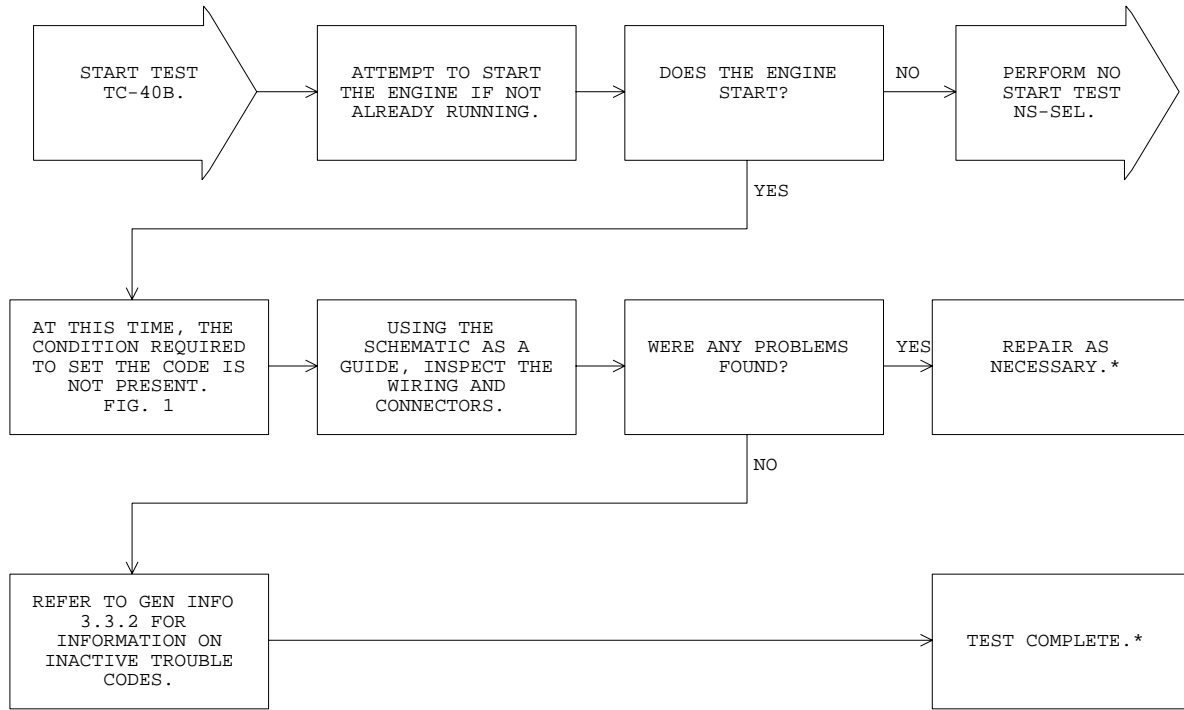 START TEST
TC-40B.
ATTEMPT TO START
THE ENGINE IF NOT
ALREADY RUNNING.
DOES THE ENGINE
START?
NO
PERFORM NO
START TEST
NS-SEL.
YES
AT THIS TIME, THE
CONDITION REQUIRED
TO SET THE CODE IS
NOT PRESENT.
FIG. 1
USING THE
SCHEMATIC AS A
GUIDE, INSPECT THE
WIRING AND
CONNECTORS.
WERE ANY PROBLEMS
FOUND?
YES
REPAIR AS
NECESSARY.*
NO
REFER TO GEN INFO
3.3.2 FOR
INFORMATION ON
INACTIVE TROUBLE
CODES.
TEST COMPLETE.*